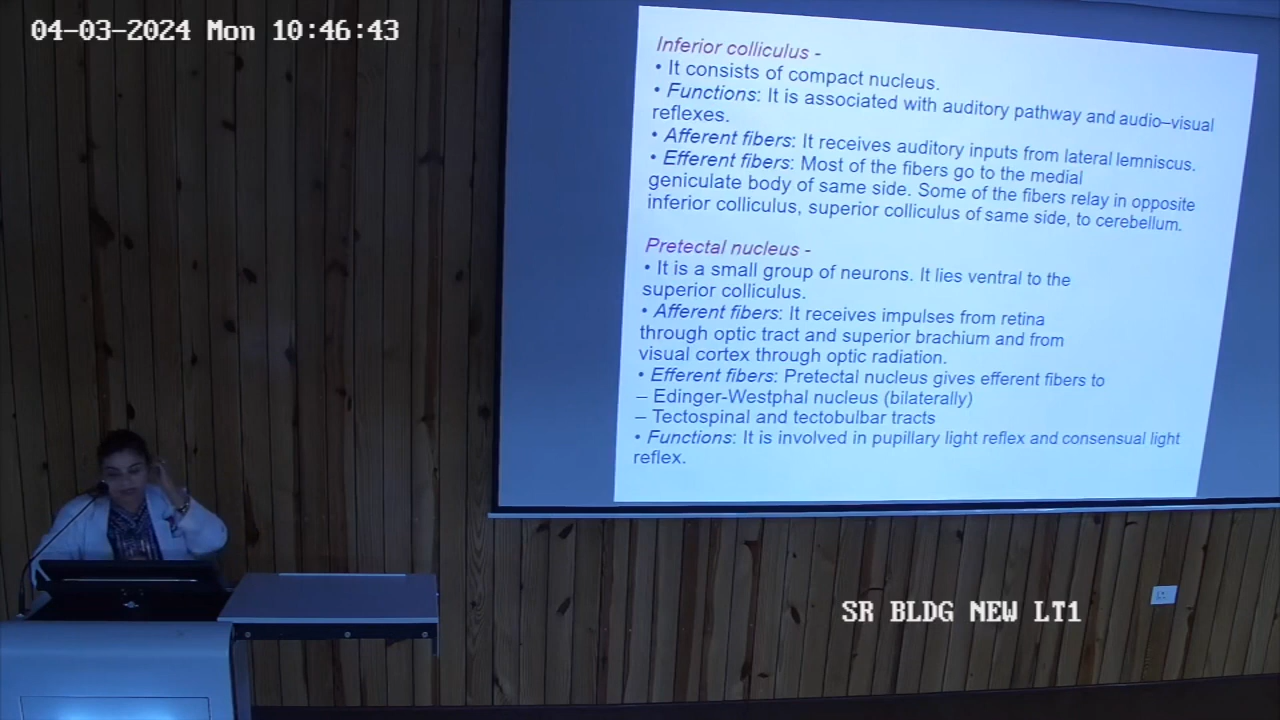 04-03-2024 Mon 10:46:43
Inferior colliculus -
• It consists of compact nucleus.
• Functions: It is associated with auditory pathway and audio–visual
reflexes.
• Afferent fibers: It receives auditory inputs from lateral lemniscus.
• Efferent fibers: Most of the fibers go to the medial
geniculate body of same side. Some of the fibers relay in opposite
inferior colliculus, superior colliculus of same side, to cerebellum.
Pretectal nucleus -
• It is a small group of neurons. It lies ventral to the
superior colliculus.
• Afferent fibers: It receives impulses from retina
through optic tract and superior brachium and from
visual cortex through optic radiation.
• Efferent fibers: Pretectal nucleus gives efferent fibers to
– Edinger-Westphal nucleus (bilaterally)
– Tectospinal and tectobulbar tracts
• Functions: It is involved in pupillary light reflex and consensual light
reflex.
SR BLDG NEW LT1